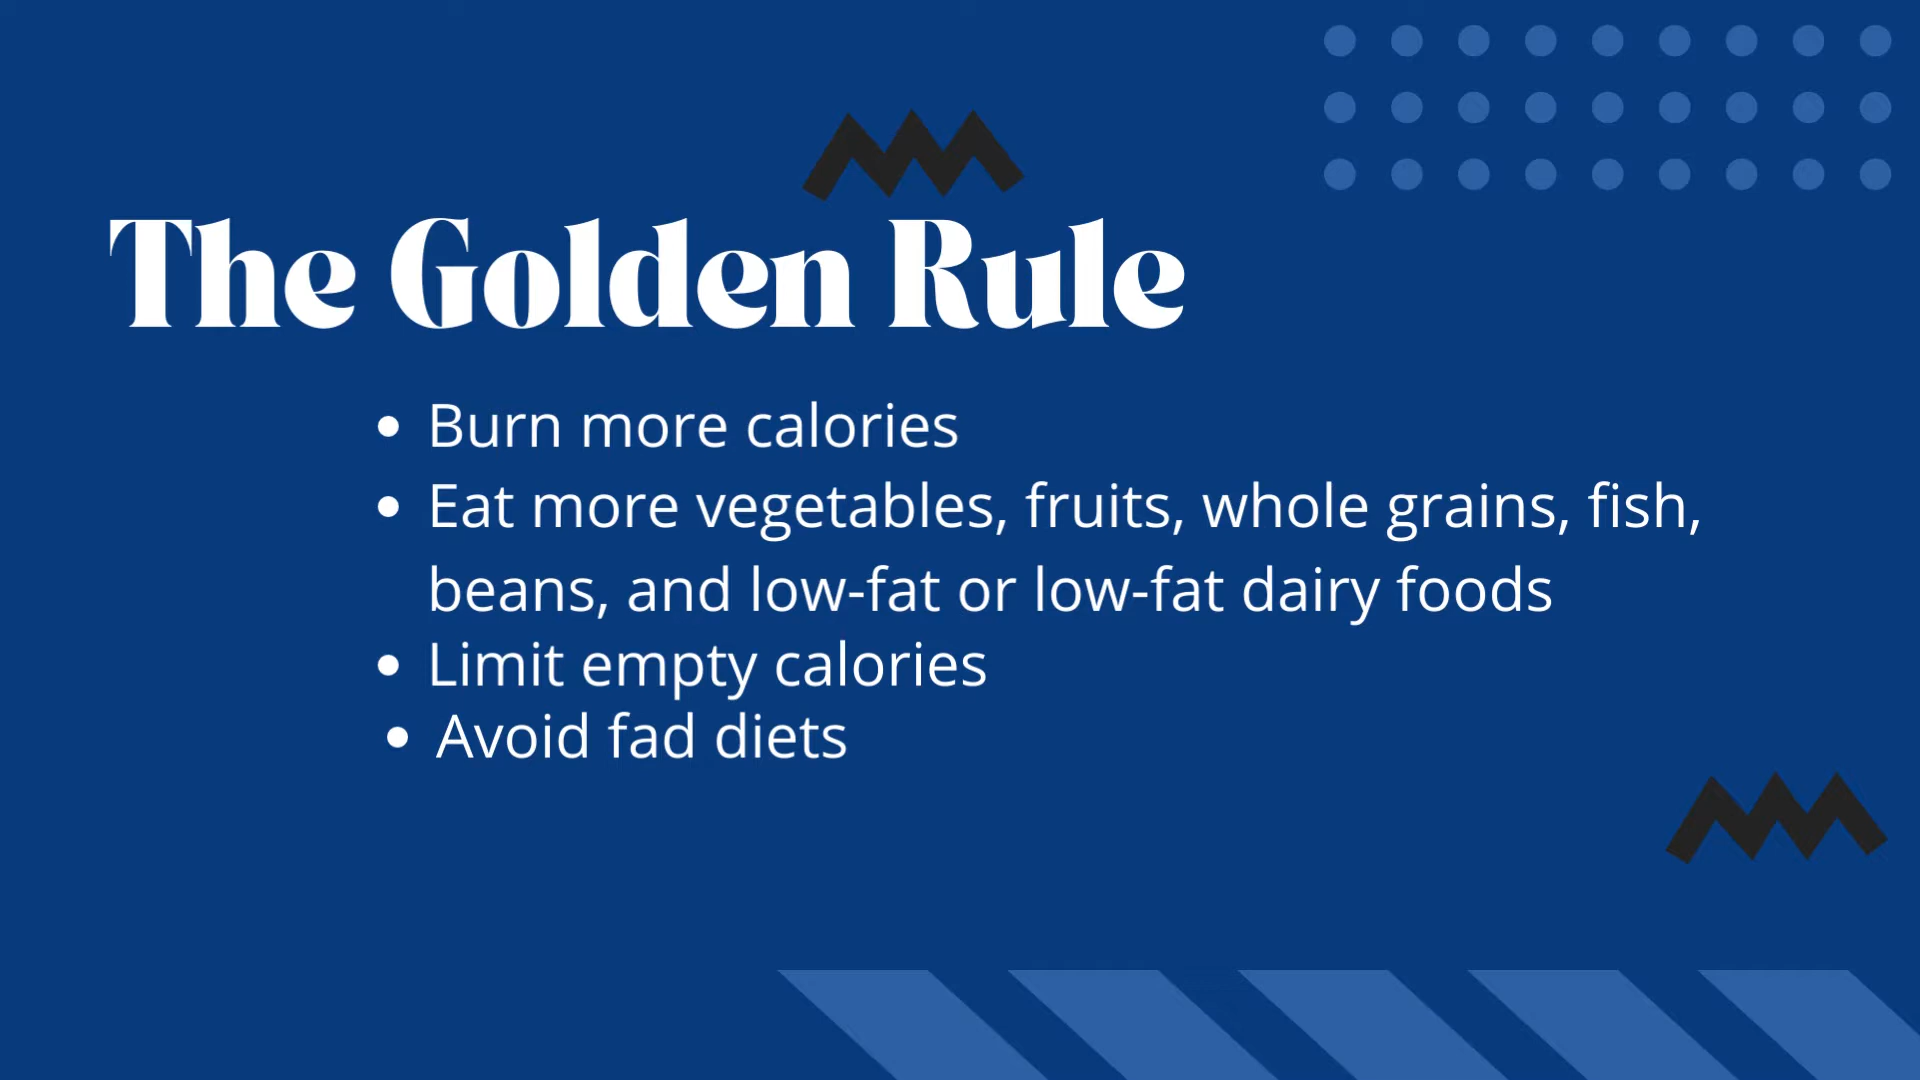 The Golden Rule
• Burn more calories
• Eat more vegetables, fruits, whole grains, fish,
beans, and low-fat or low-fat dairy foods
• Limit empty calories
• Avoid fad diets